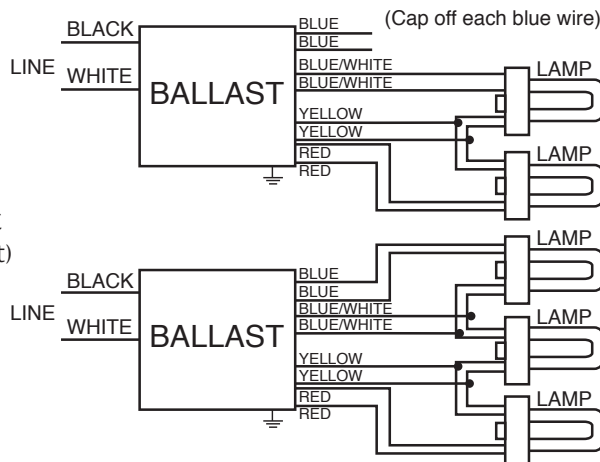 (Cap off each blue wire)
BLACK
LINE
WHITE
BALLAST
BLUE
BLUE
BLUE/WHITE
BLUE/WHITE
YELLOW
YELLOW
RED
RED
LAMP
LAMP
t)
BLACK
LINE
WHITE
BALLAST
BLUE
BLUE
BLUE/WHITE
BLUE/WHITE
YELLOW
YELLOW
RED
RED
LAMP
LAMP
LAMP